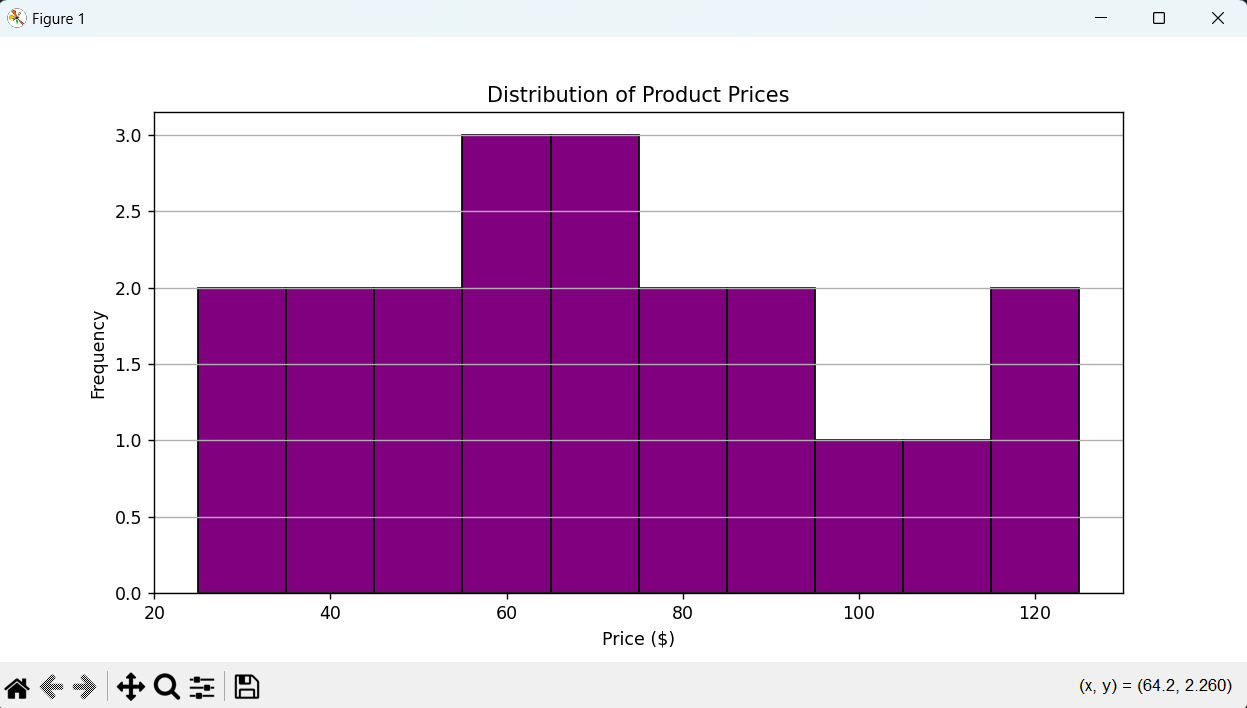 Figure 1
Distribution of Product Prices
3.0
2.5
2.0
1.5
1.0
0.5
0.0
Frequency
20 40 60 80 100 120
Price ($)
(x, y) = (64.2, 2.260)